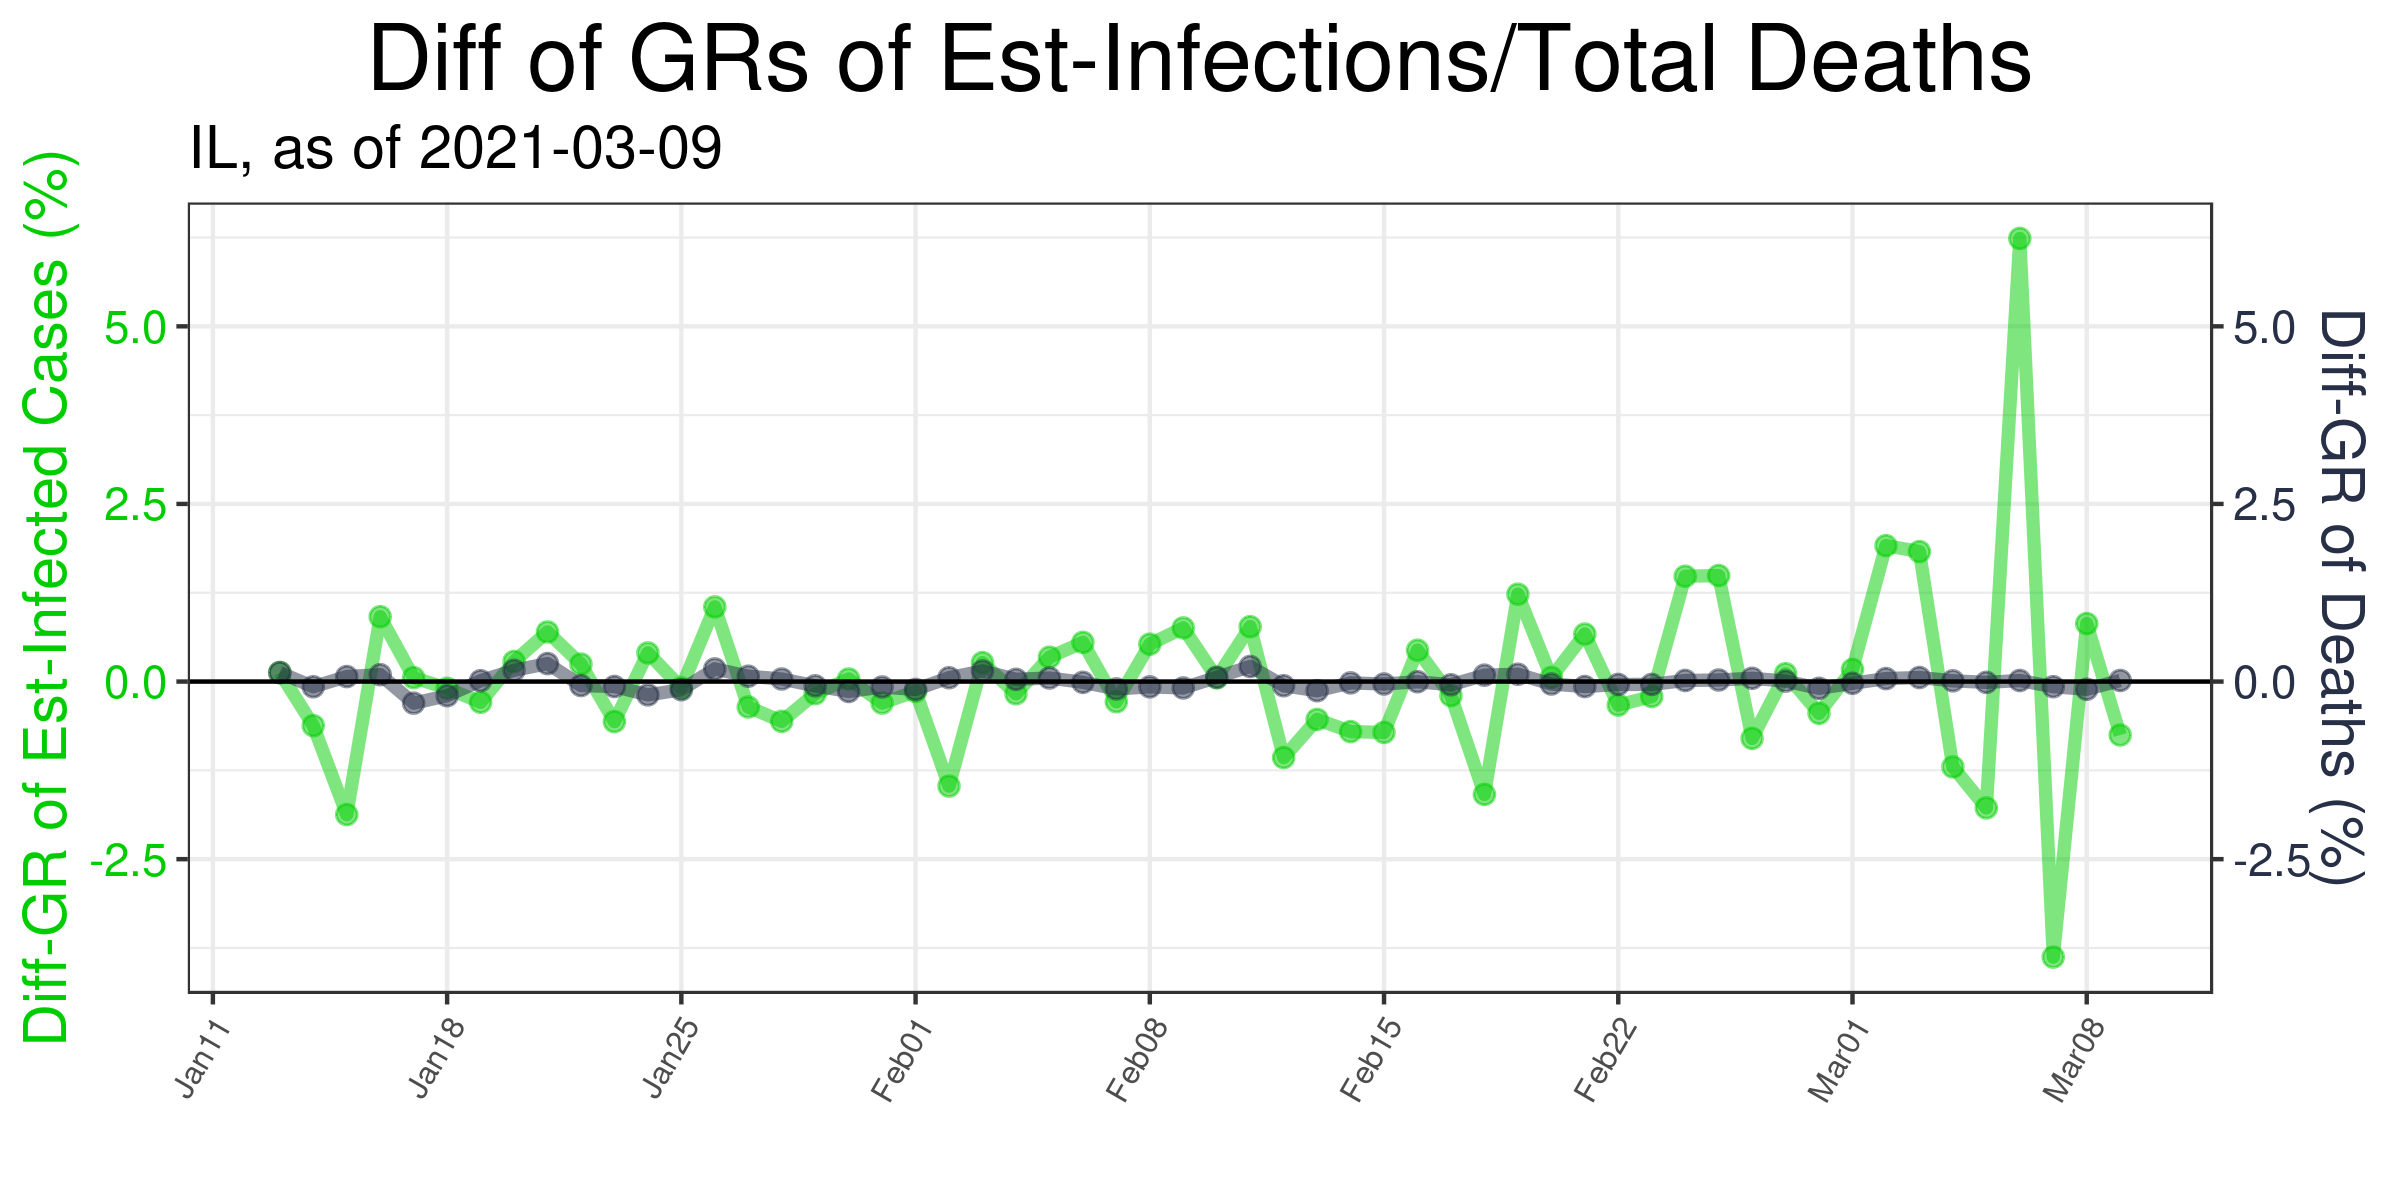 Diff of GRs of Est-Infections/Total Deaths
IL, as of 2021-03-09
Diff-GR of Est-Infected Cases (%)
5.0
2.5
0.0
-2.5
5.0
2.5
0.0
-2.5
Diff-GR of Deaths (%)
Jan11
Jan18
Jan25
Feb01
Feb08
Feb15
Feb22
Mar01
Mar08